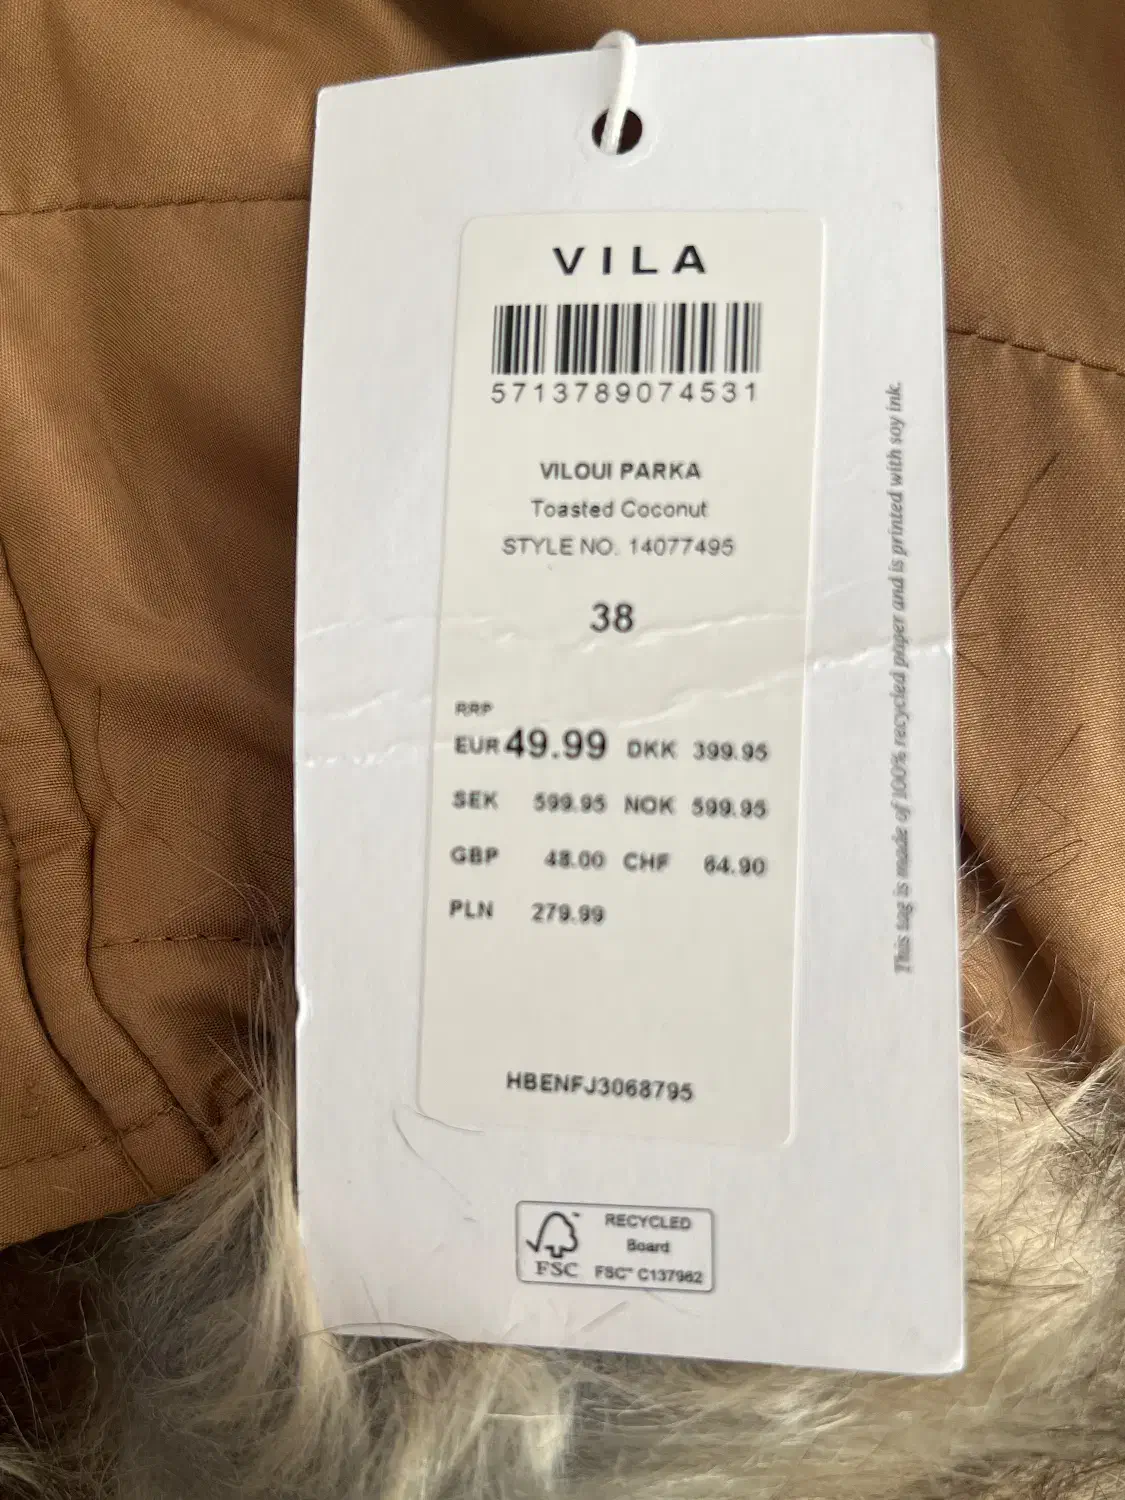 VILA
5713789074531
VILOUI PARKA
Toasted Coconut
STYLE NO. 14077495
38
RRP
EUR 49.99 DKK 399.95
SEK 599.95 NOK 599.95
GBP 48.00 CHF 64.90
PLN 279.99
HBENFJ3068795
This tag is made of 100% recycled paper and is printed with soy ink.
FSC
RECYCLED
Board
FSC™ C137962